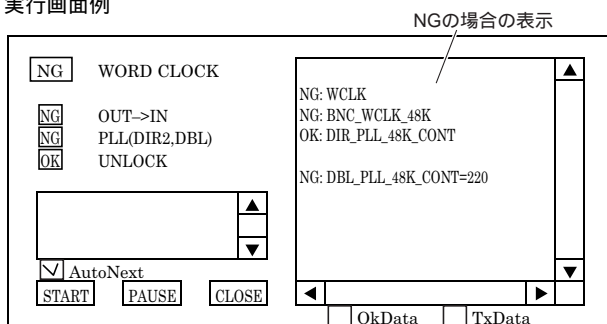 実行画面例
NGの場合の表示
NG WORD CLOCK
NG OUT–>IN
NG PLL(DIR2,DBL)
OK UNLOCK
AutoNext
START PAUSE CLOSE
NG: WCLK
NG: BNC_WCLK_48K
OK: DIR_PLL_48K_CONT
NG: DBL_PLL_48K_CONT=220
OkData TxData